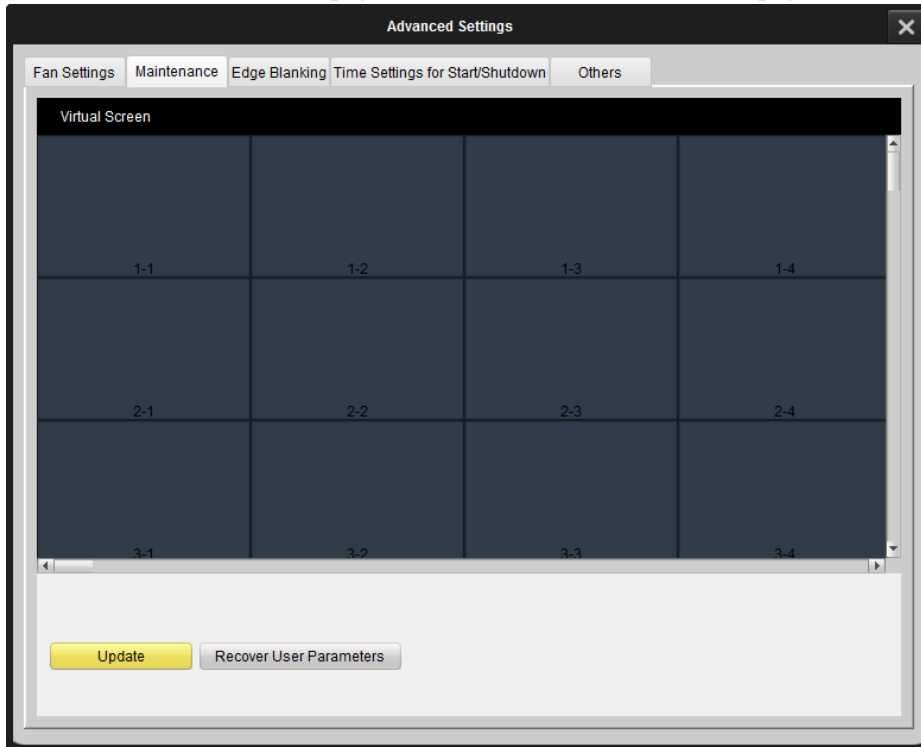 Advanced Settings
Fan Settings Maintenance Edge Blanking Time Settings for Start/Shutdown Others
Virtual Screen
1-1 1-2 1-3 1-4
2-1 2-2 2-3 2-4
3-1 3-2 3-3 3-4
Update Recover User Parameters